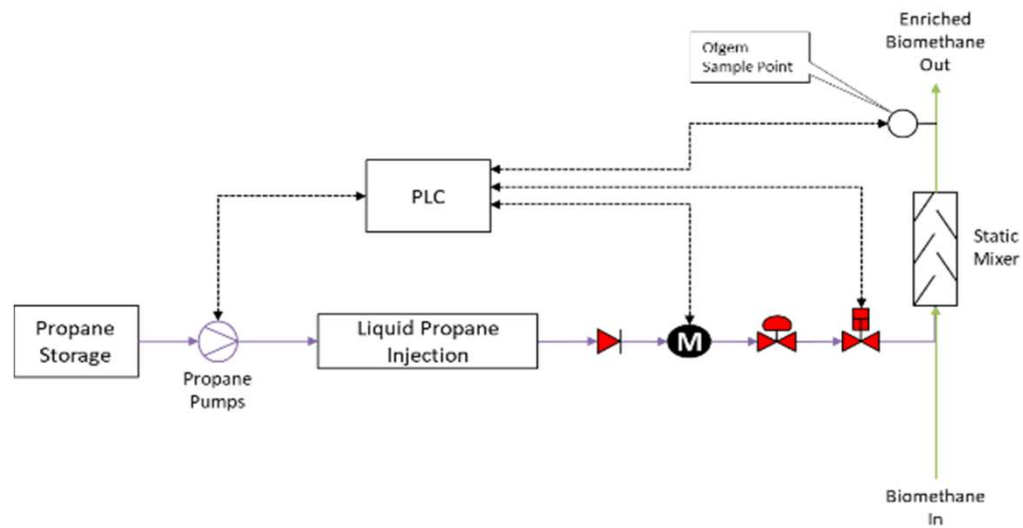 Enriched
Biomethane
Out
Ofgem
Sample Point
PLC
Static
Mixer
Propane
Storage
Liquid Propane
Injection
M
Propane
Pumps
Biomethane
In